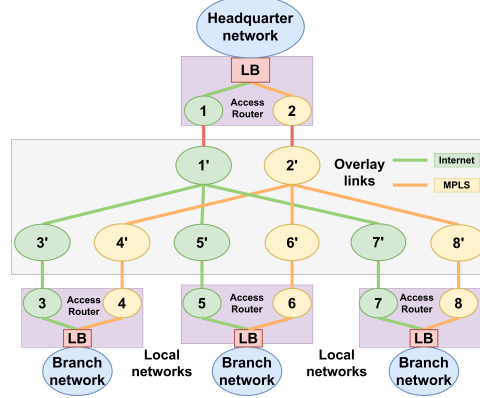 Headquarter
network
LB
1
Access
Router
2
1'
2'
Overlay
links
Internet
MPLS
3'
4'
5'
6'
7'
8'
3
Access
Router
4
5
Access
Router
6
7
Access
Router
8
LB
LB
LB
Branch
network
Local
networks
Branch
network
Local
networks
Branch
network